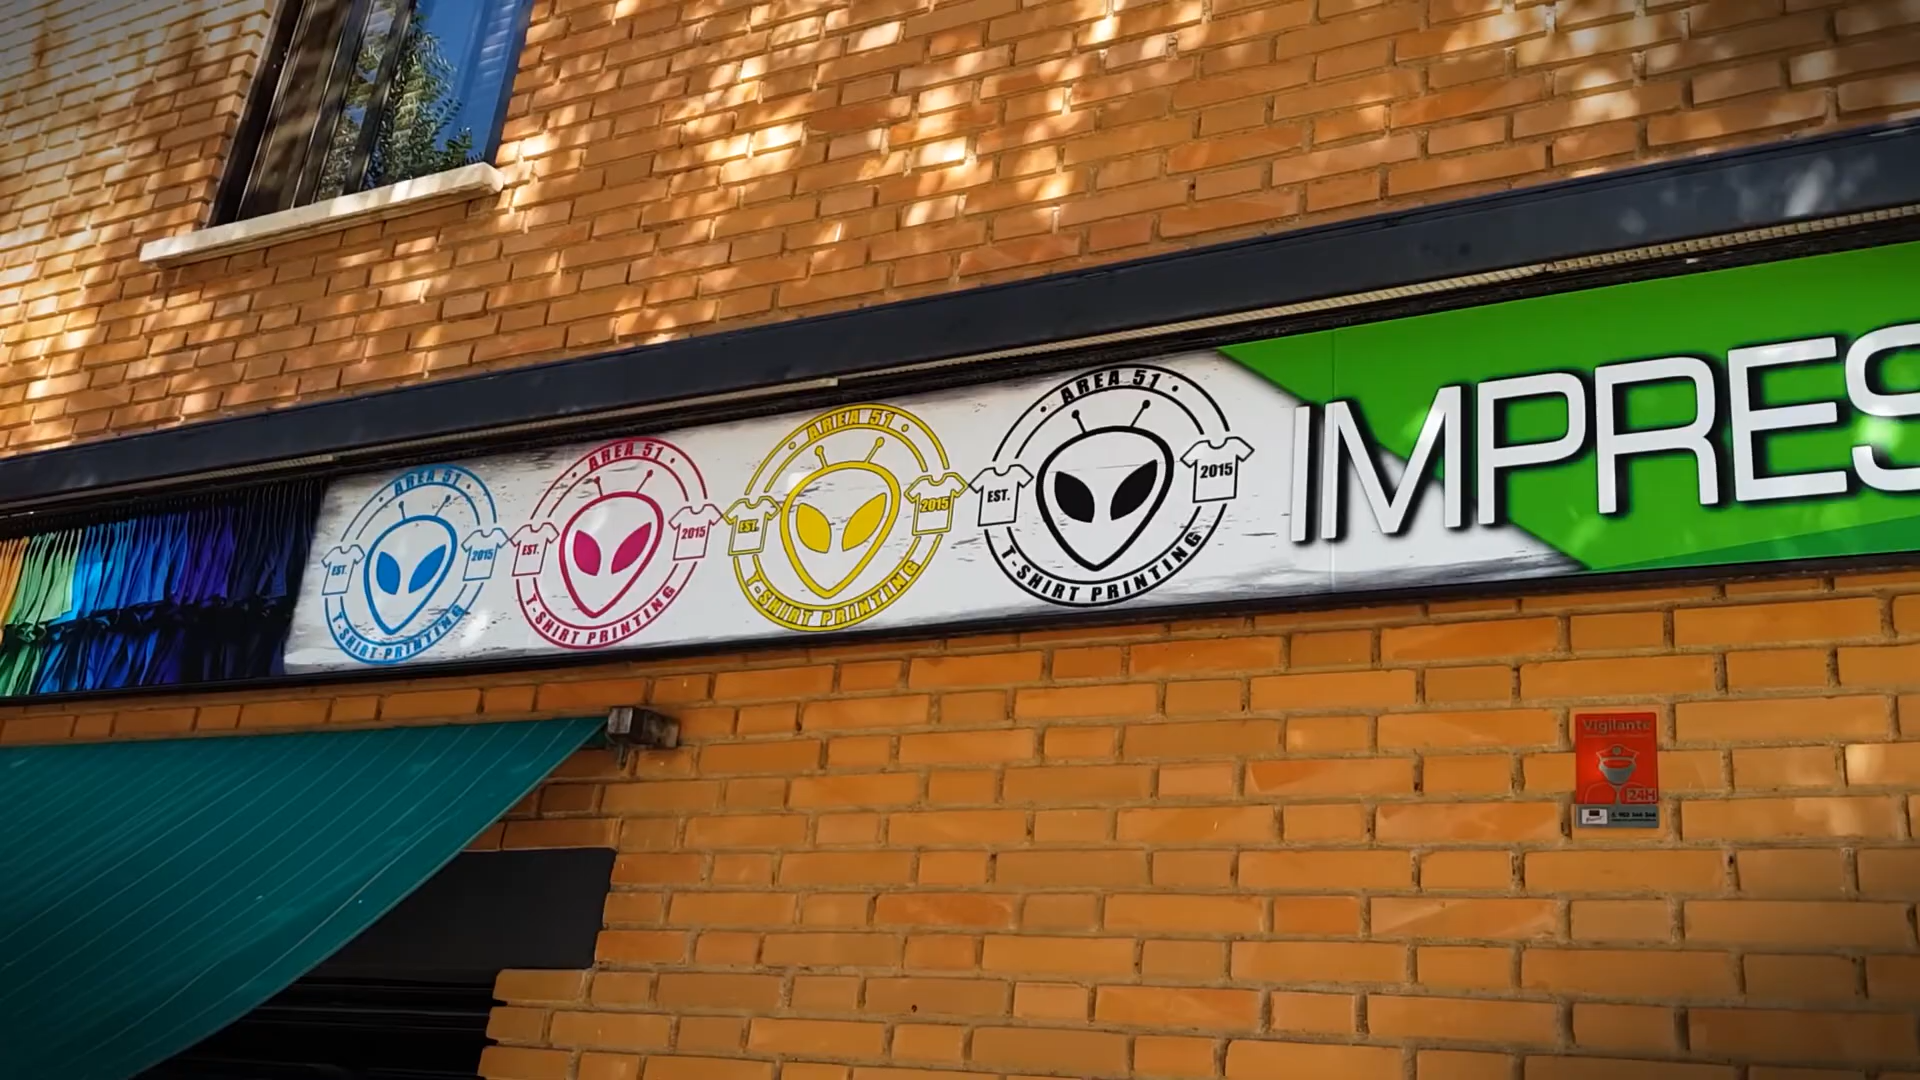 AREA 51
EST.
2015
T-SHIRT PRINTING
AREA 51
EST.
2015
T-SHIRT PRINTING
AREA 51
EST.
2015
T-SHIRT PRINTING
AREA 51
EST.
2015
T-SHIRT PRINTING
IMPRES
Vigilante
24H